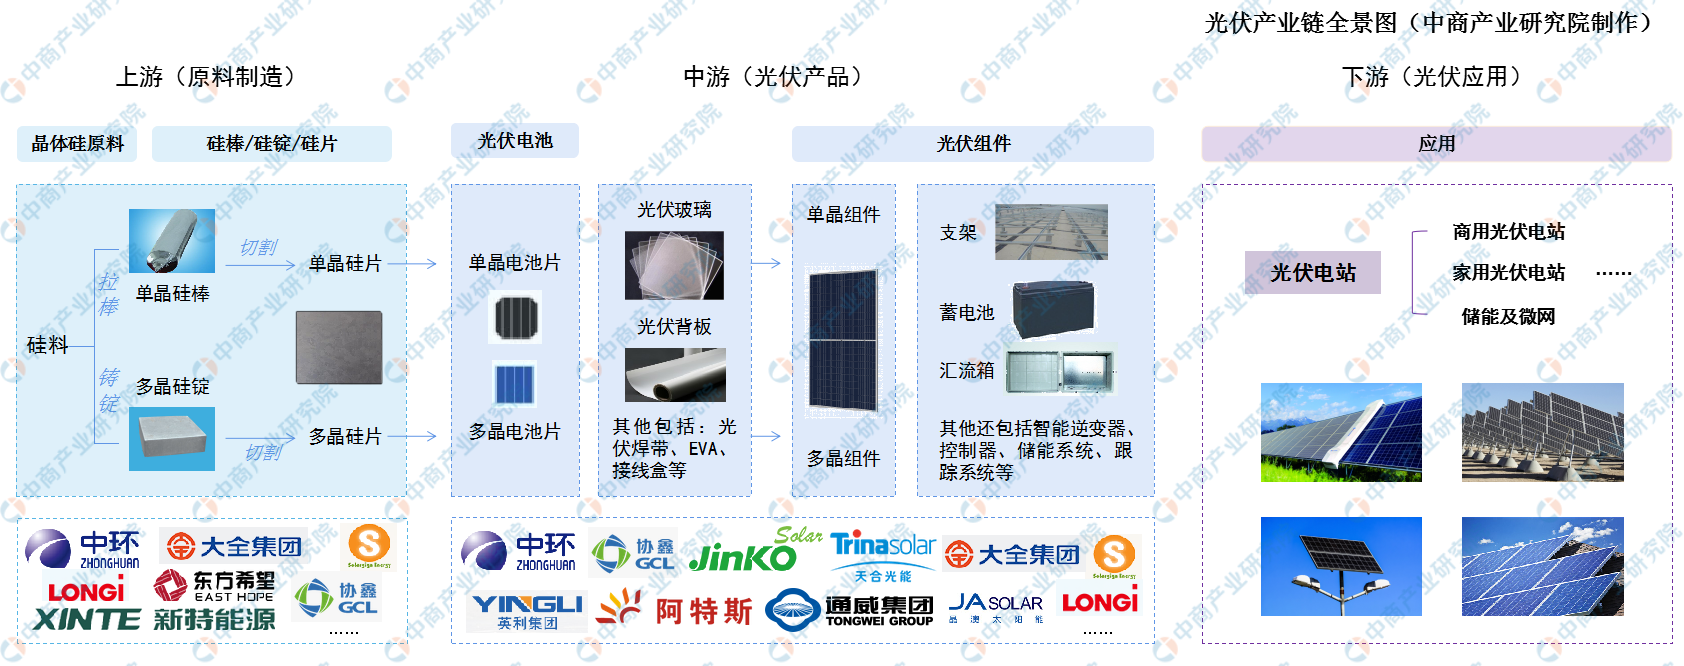 光伏产业链全景图（中商产业研究院制作）
上游（原料制造）
中游（光伏产品）
下游（光伏应用）
晶体硅原料
硅棒/硅锭/硅片
光伏电池
光伏组件
应用
硅料
拉棒
铸锭
单晶硅棒
多晶硅锭
切割
切割
单晶硅片
多晶硅片
单晶电池片
多晶电池片
光伏玻璃
光伏背板
其他包括：光
伏焊带、EVA、
接线盒等
单晶组件
多晶组件
支架
蓄电池
汇流箱
其他还包括智能逆变器、
控制器、储能系统、跟
踪系统等
光伏电站
商用光伏电站
家用光伏电站
......
储能及微网
中环
ZHONGHUAN
大全集团
Solargiga Energy
LONGi
东方希望
EAST HOPE
协鑫
GCL
XINTE
新特能源
......
中环
ZHONGHUAN
协鑫
GCL
JinKO Solar
Trinasolar
天合光能
大全集团
Solargiga Energy
YINGLI
英利集团
阿特斯
通威集团
TONGWEI GROUP
JA SOLAR
晶澳太阳能
LONGi
......
中商产业研究院